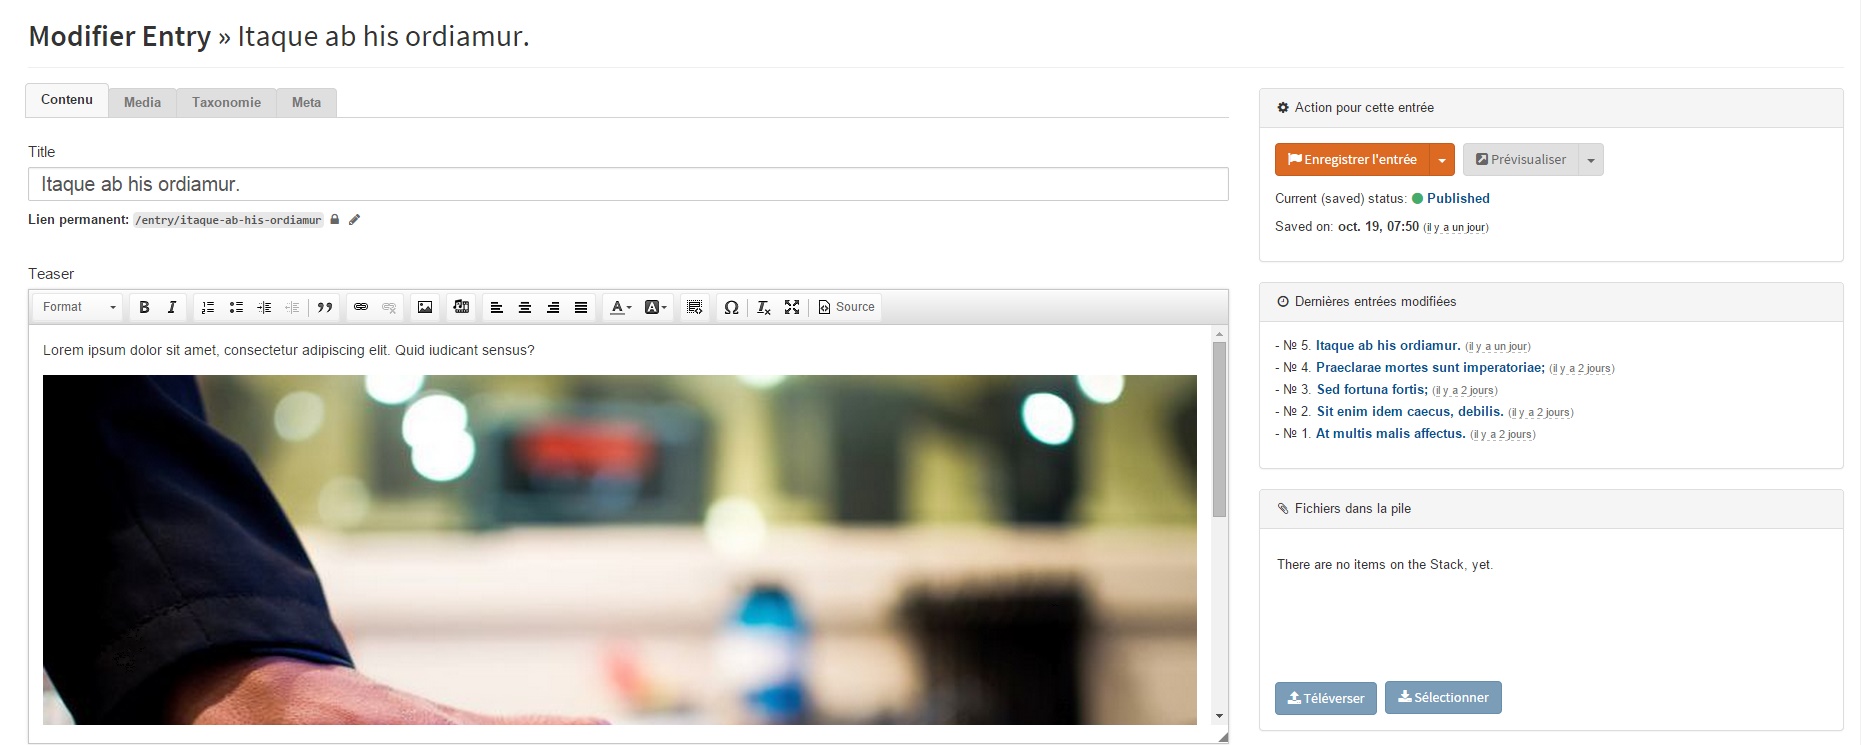 Modifier Entry » Itaque ab his ordiamur.
Contenu Media Taxonomie Meta
Title
Itaque ab his ordiamur.
Lien permanent: /entry/itaque-ab-his-ordiamur
Teaser
Format B I Source
Lorem ipsum dolor sit amet, consectetur adipiscing elit. Quid iudicant sensus?
Action pour cette entrée
Enregistrer l'entrée Prévisualiser
Current (saved) status: Published
Saved on: oct. 19, 07:50 (il y a un jour)
Dernières entrées modifiées
- № 5. Itaque ab his ordiamur. (il y a un jour)
- № 4. Praeclarae mortes sunt imperatoriae; (il y a 2 jours)
- № 3. Sed fortuna fortis; (il y a 2 jours)
- № 2. Sit enim idem caecus, debilis. (il y a 2 jours)
- № 1. At multis malis affectus. (il y a 2 jours)
Fichiers dans la pile
There are no items on the Stack, yet.
Téléverser Sélectionner